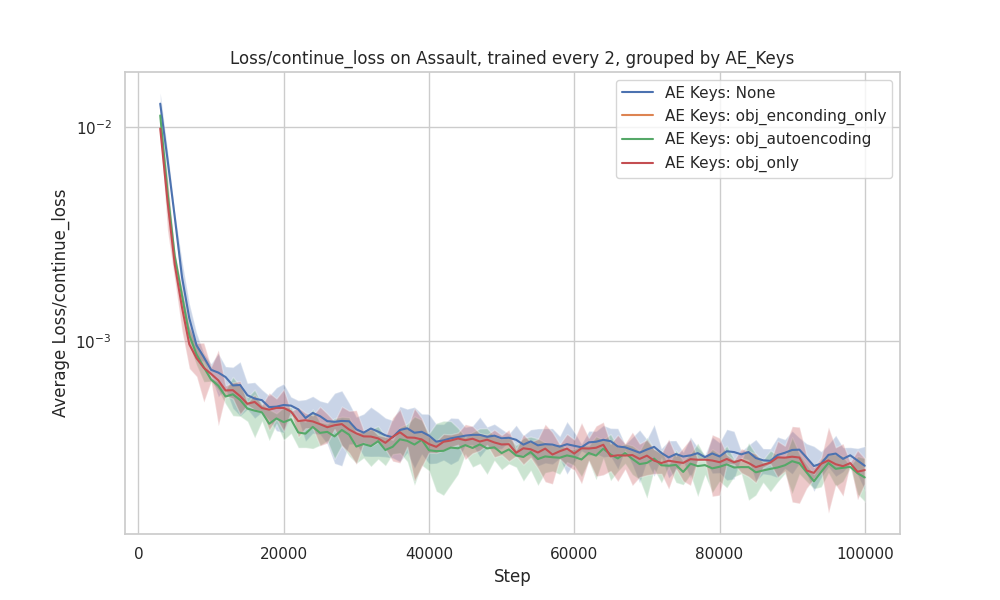 Loss/continue_loss on Assault, trained every 2, grouped by AE_Keys
AE Keys: None
AE Keys: obj_enconding_only
AE Keys: obj_autoencoding
AE Keys: obj_only
Average Loss/continue_loss
10⁻²
10⁻³
0
20000
40000
60000
80000
100000
Step